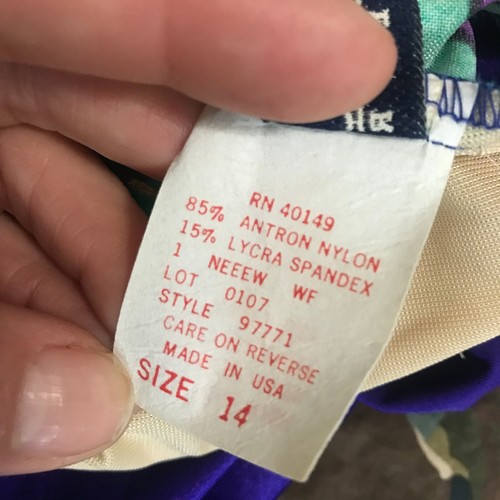 RN 40149
85% ANTRON NYLON
15% LYCRA SPANDEX
1 NEEEW WF
LOT 0107
STYLE 97771
CARE ON REVERSE
MADE IN USA
SIZE 14